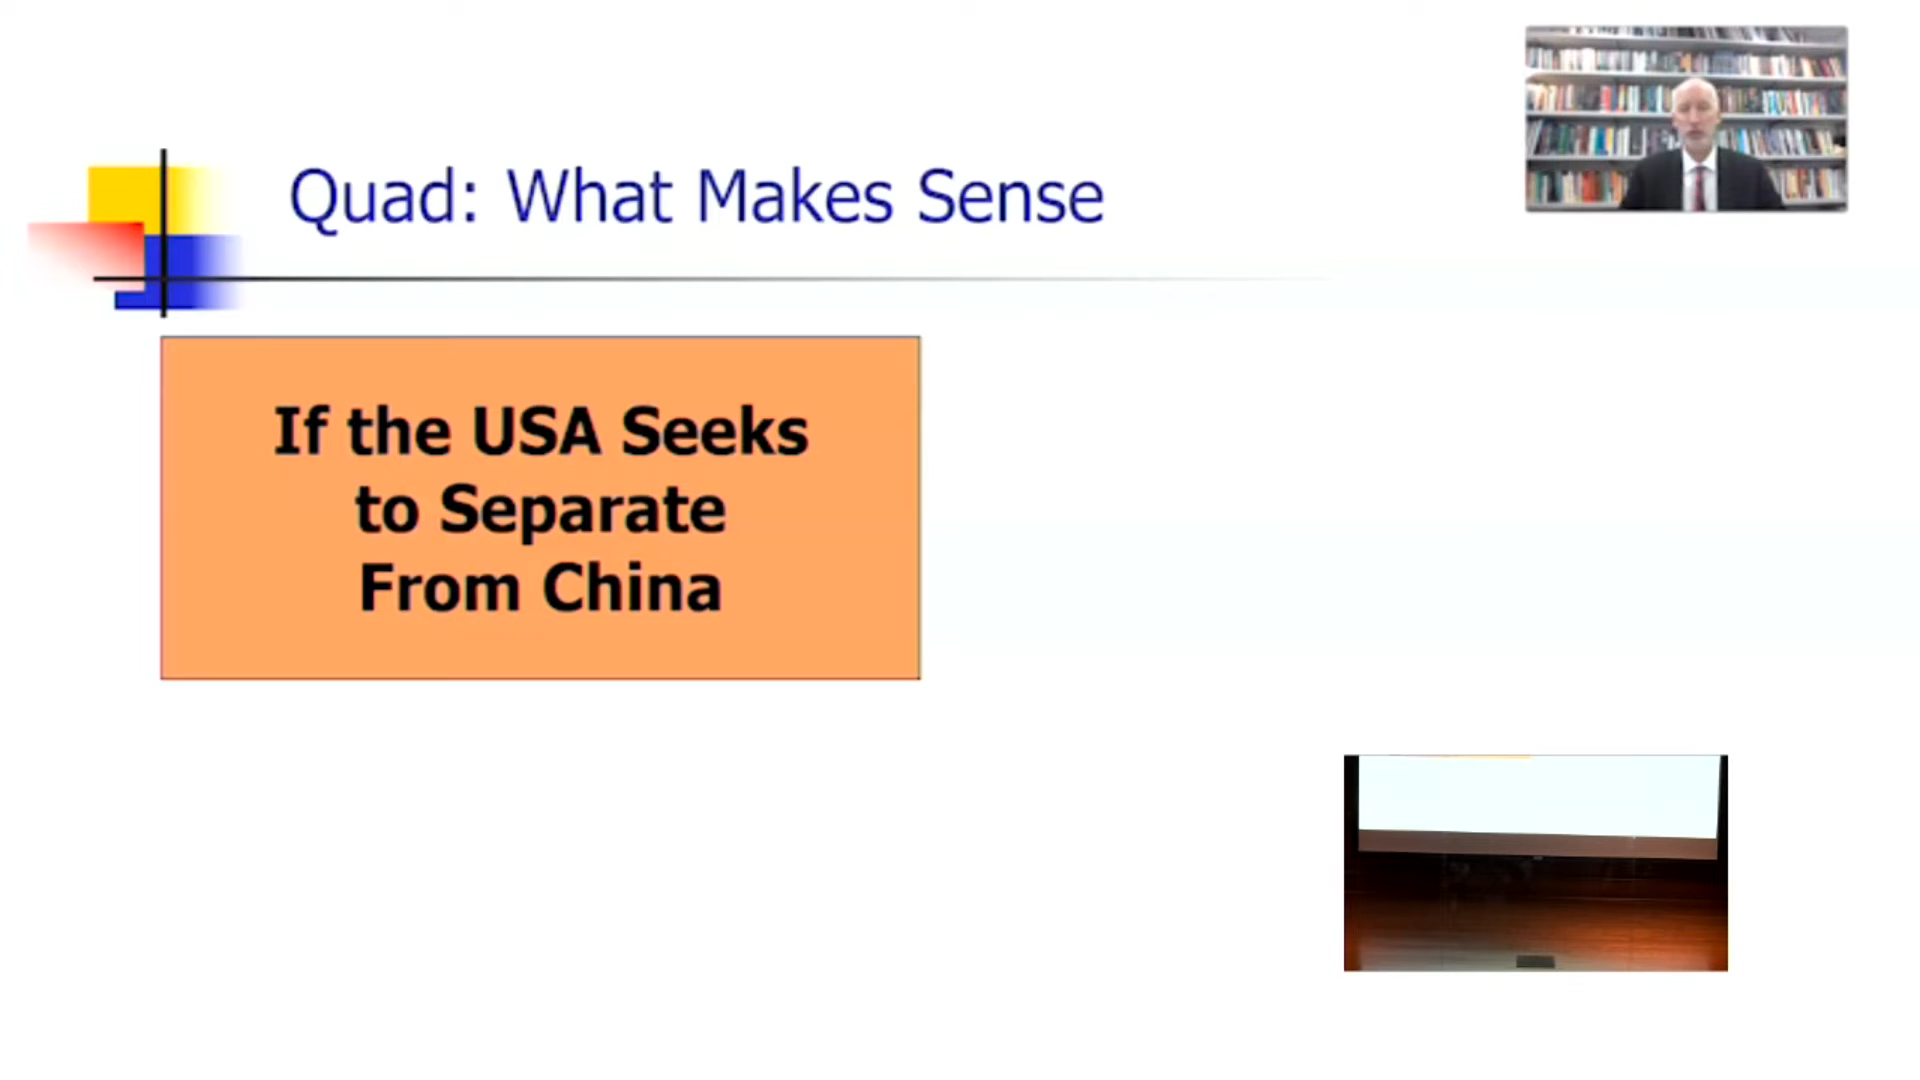 Quad: What Makes Sense
If the USA Seeks
to Separate
From China